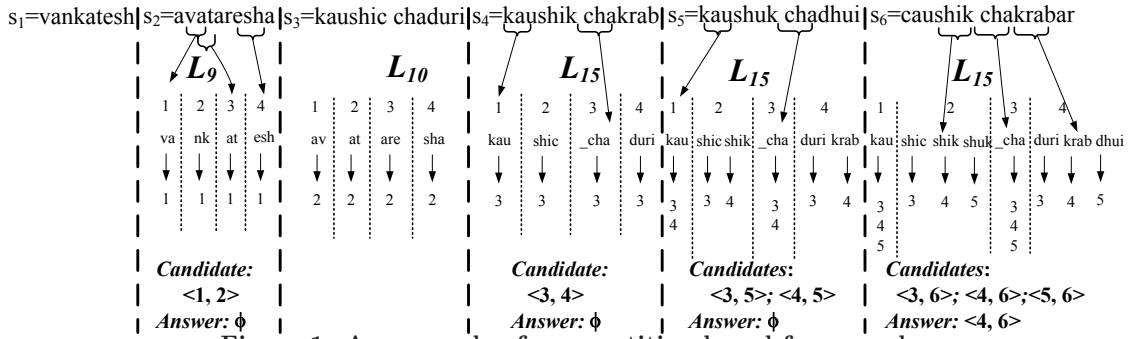 s1=vankatesh s2=avataresha s3=kaushic chaduri s4=kaushik chakrab s5=kaushuk chadhui s6=caushik chakrabar
L9 L10 L15 L15 L15
1 2 3 4 1 2 3 4 1 2 3 4 1 2 3 4 1 2 3 4
va nk at esh av at are sha kau shic _cha duri kau shic shik _cha duri krab kau shic shik shuk _cha duri krab dhui
1 1 1 1 2 2 2 2 3 3 3 3 3 3 4 3 3 4 3 3 4 5 3 3 4 5
4 4 4 4
5 5
Candidate: Candidate: Candidates: Candidates:
<1, 2> <3, 4> <3, 5>; <4, 5> <3, 6>; <4, 6>;<5, 6>
Answer: ϕ Answer: ϕ Answer: ϕ Answer: <4, 6>